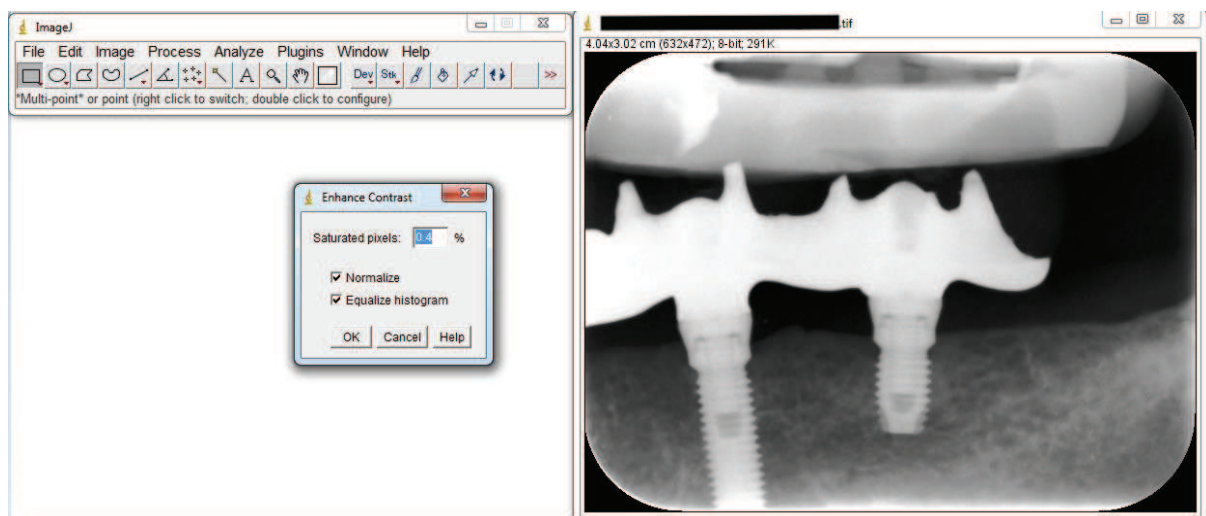 ImageJ
File Edit Image Process Analyze Plugins Window Help
Dev Stk
>>
*Multi-point* or point (right click to switch; double click to configure)
Enhance Contrast
Saturated pixels: 0.4 %
Normalize
Equalize histogram
OK Cancel Help
.tif
4.04x3.02 cm (632x472); 8-bit; 291K